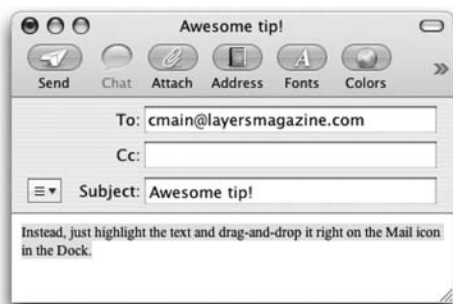 Awesome tip!
Send Chat Attach Address Fonts Colors
To: cmain@layersmagazine.com
Cc:
Subject: Awesome tip!
Instead, just highlight the text and drag-and-drop it right on the Mail icon
in the Dock.